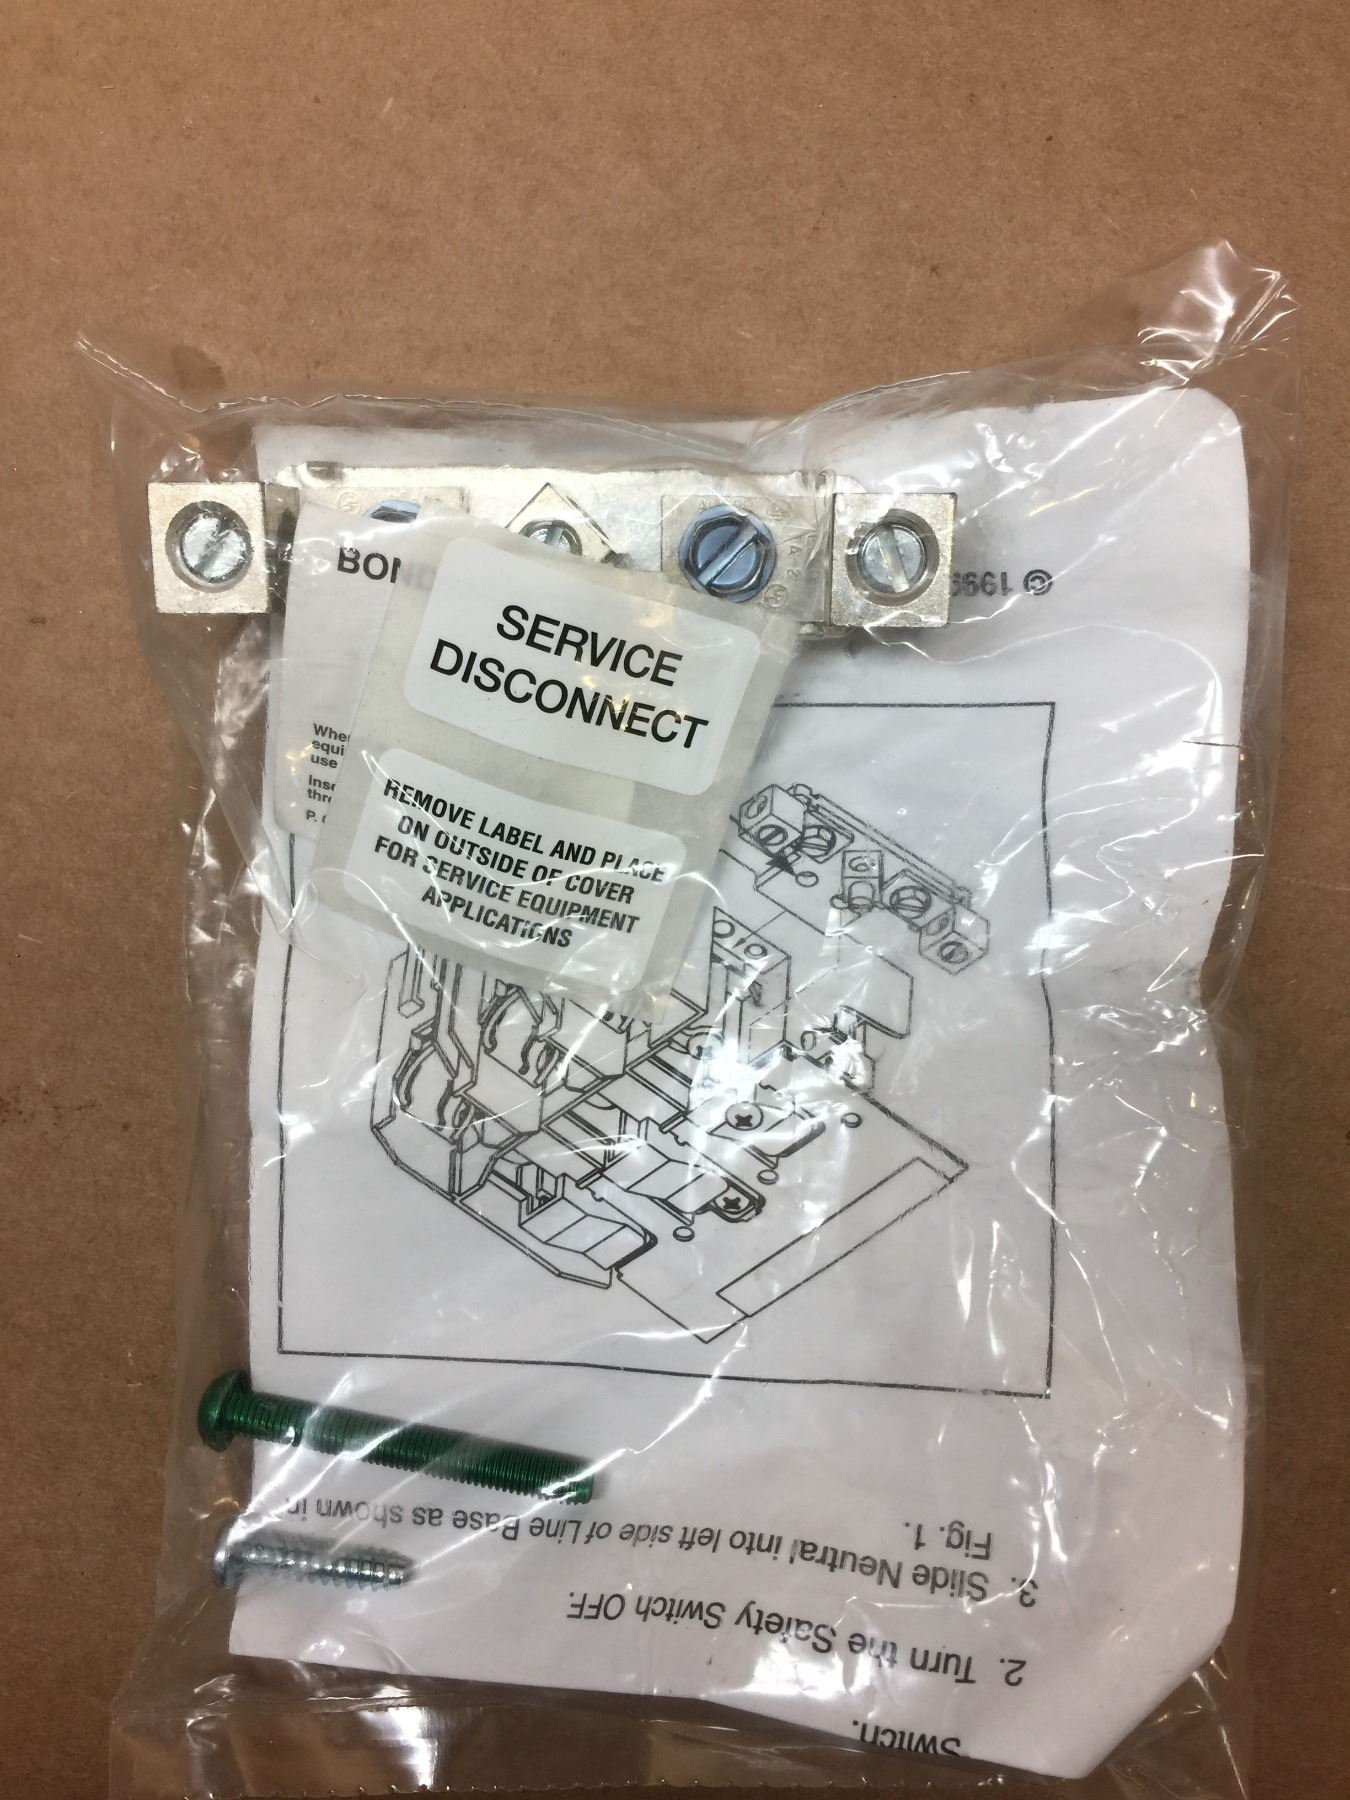 SERVICE
DISCONNECT
REMOVE LABEL AND PLACE
ON OUTSIDE OF COVER
FOR SERVICE EQUIPMENT
APPLICATIONS
use
© 199
Switch.
2. Turn the Safety Switch OFF.
3. Slide Neutral into left side of Line Base as shown in
Fig. 1.